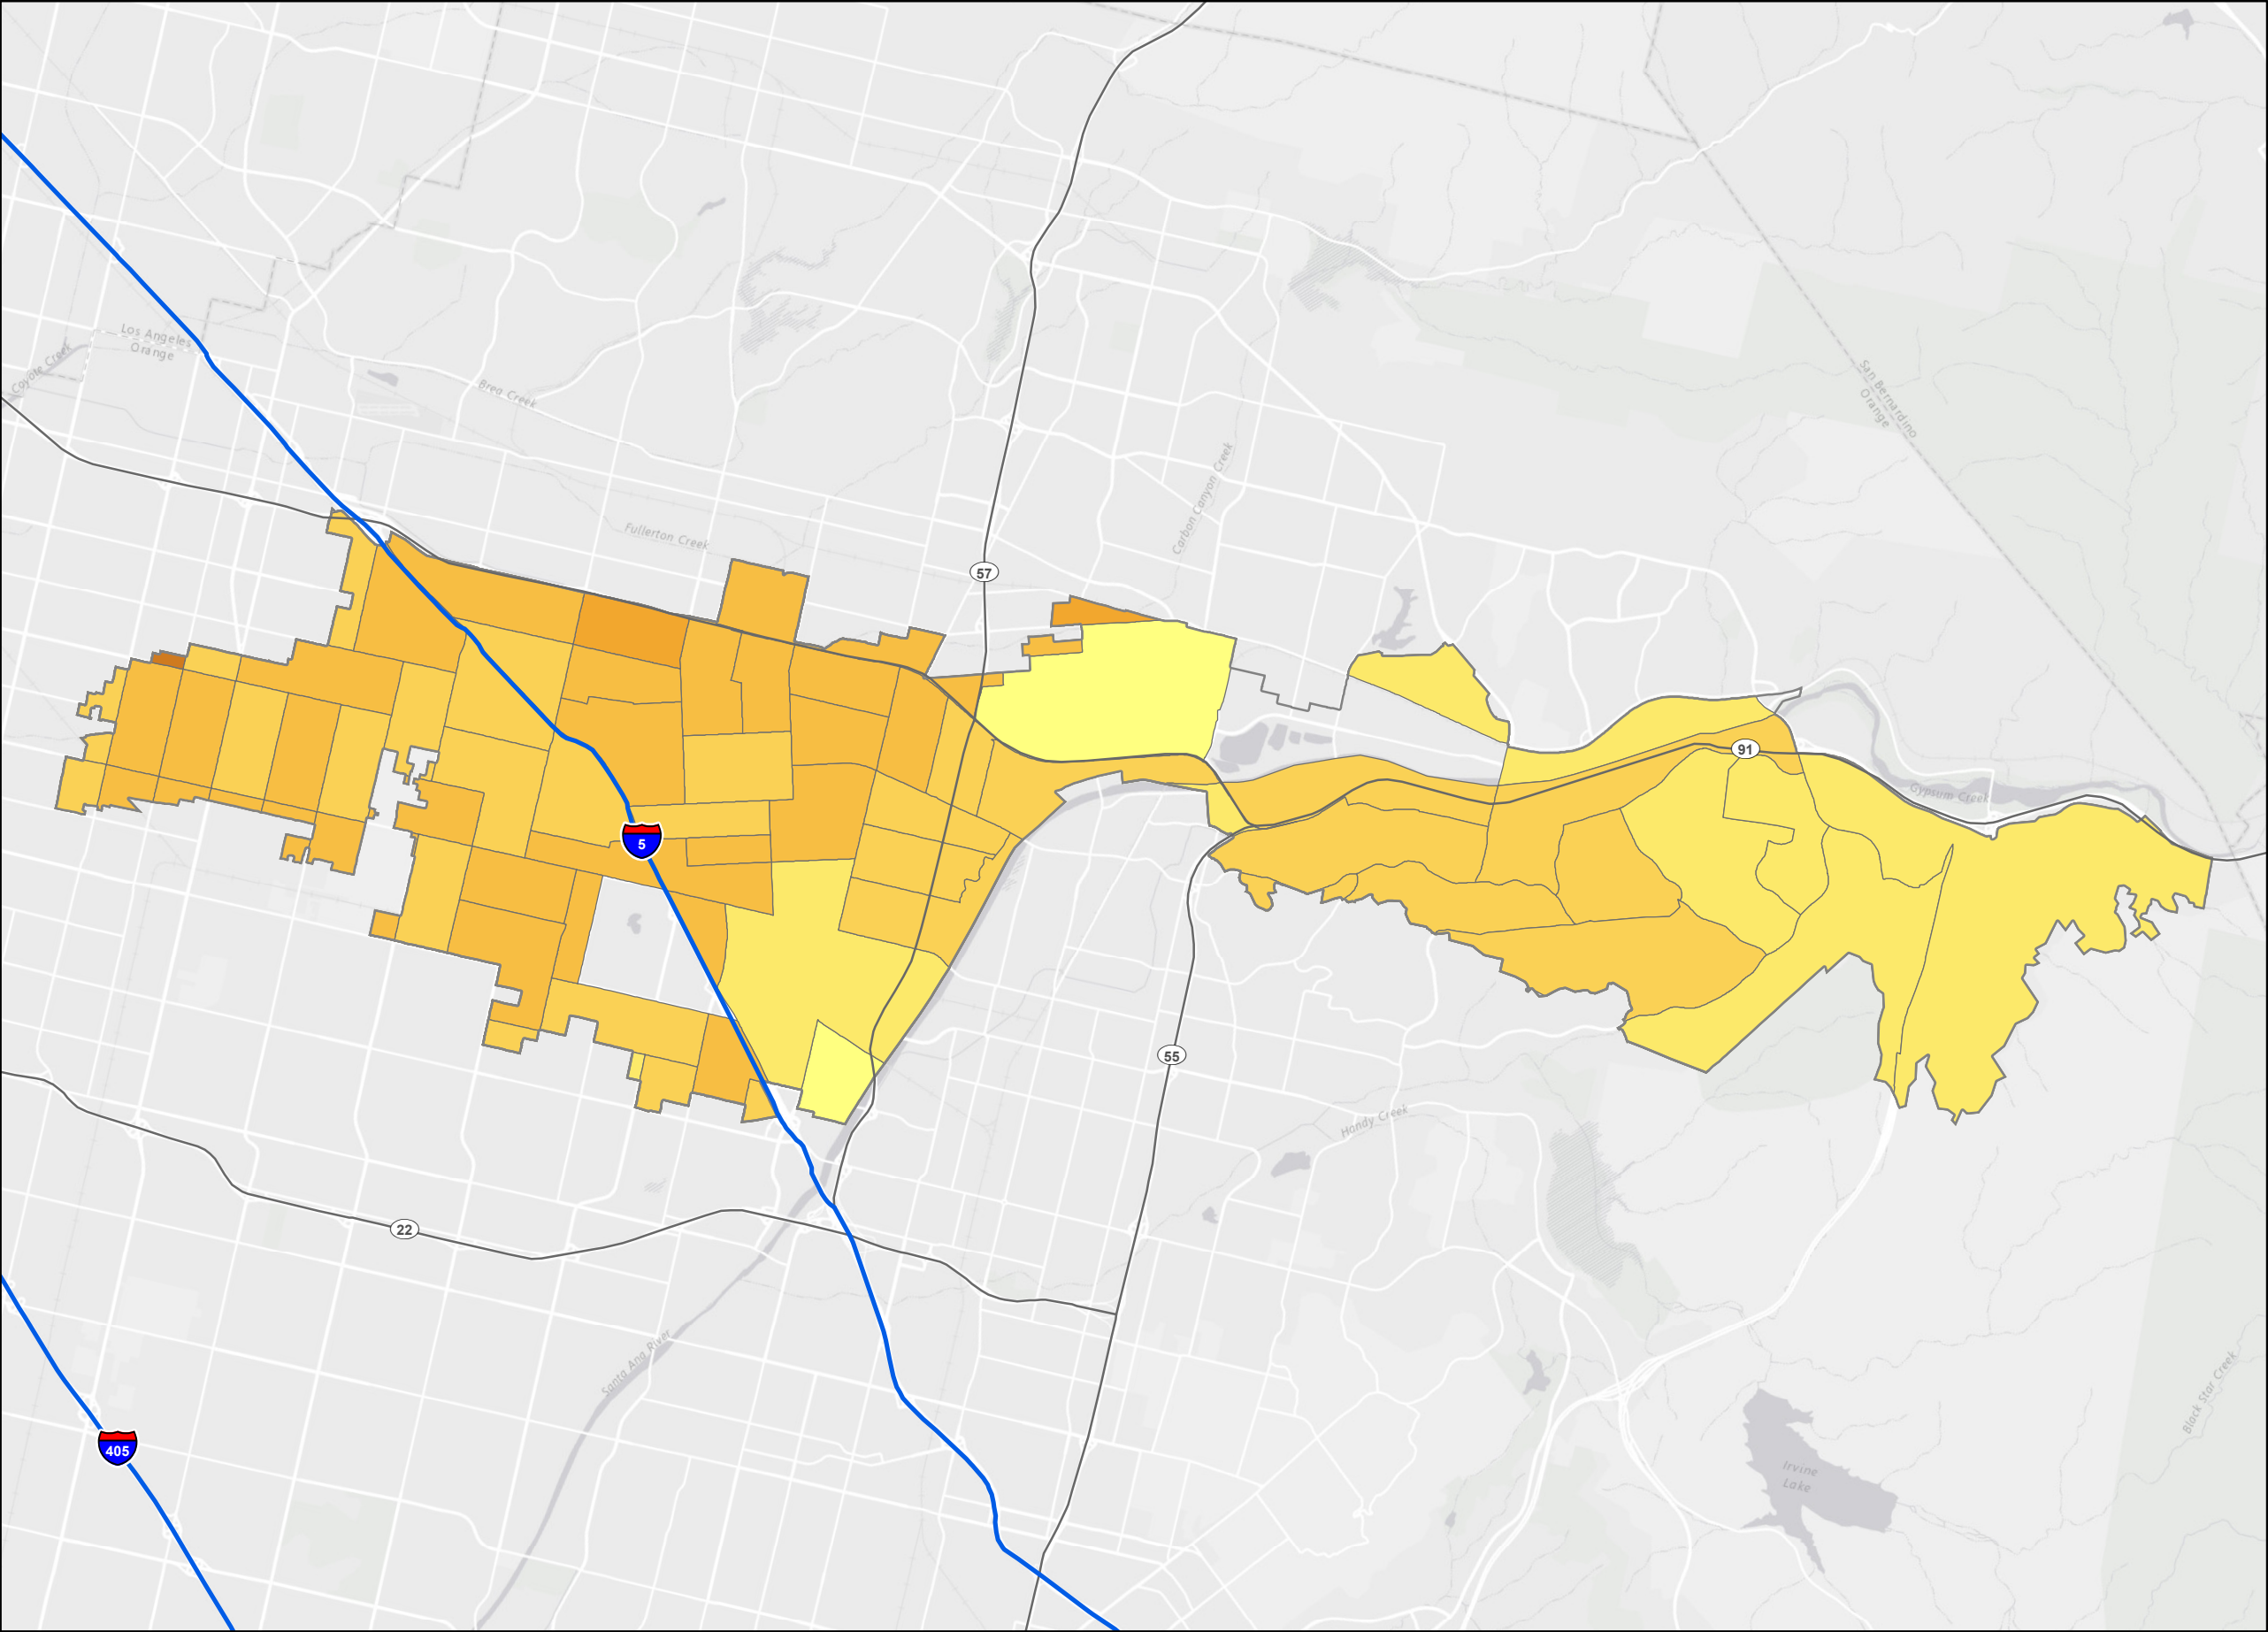 Los Angeles
Orange
Coyote Creek
Brea Creek
San Bernardino
Orange
Carbon Canyon Creek
Fullerton Creek
57
91
Gypsum Creek
5
55
Handy Creek
22
Santa Ana River
Black Star Creek
405
Irvine
Lake